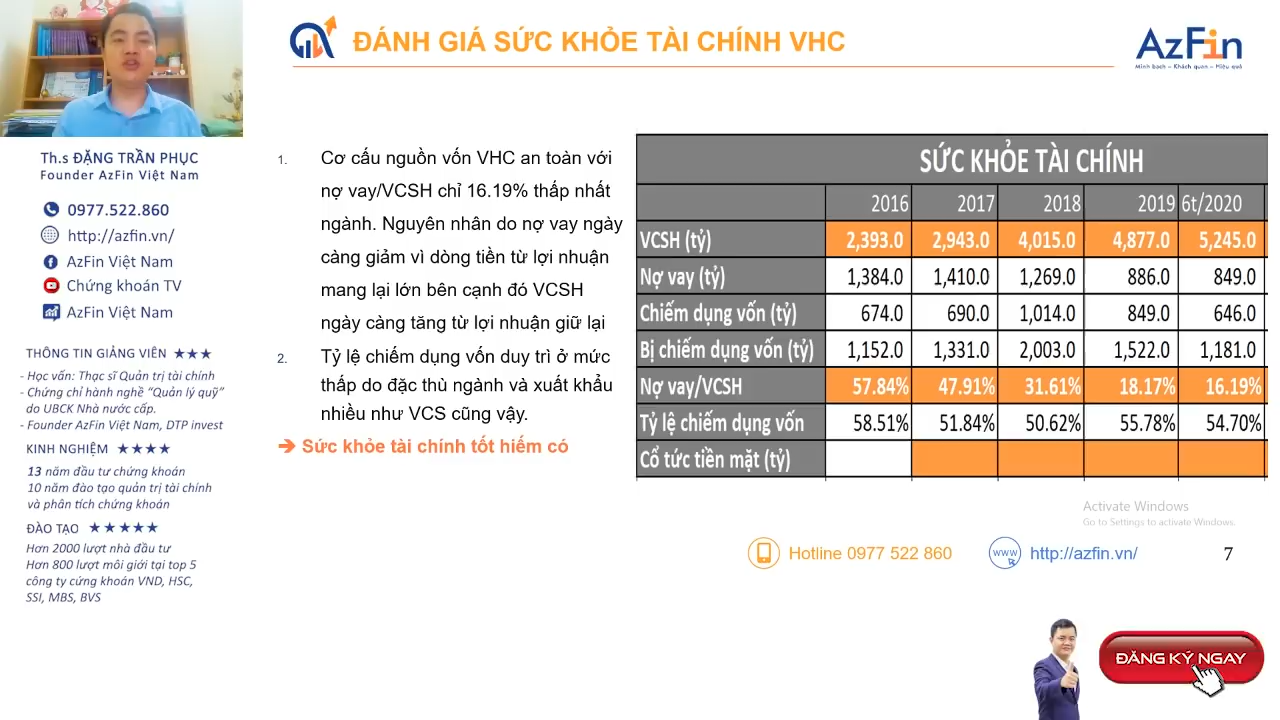 ĐÁNH GIÁ SỨC KHỎE TÀI CHÍNH VHC
AzFin
Minh bạch – Khách quan – Hiệu quả
Th.s ĐẶNG TRẦN PHỤC
Founder AzFin Việt Nam
0977.522.860
http://azfin.vn/
AzFin Việt Nam
Chứng khoán TV
AzFin Việt Nam
THÔNG TIN GIẢNG VIÊN ★★★
- Học vấn: Thạc sĩ Quản trị tài chính
- Chứng chỉ hành nghề “Quản lý quỹ”
do UBCK Nhà nước cấp.
- Founder AzFin Việt Nam, DTP invest
KINH NGHIỆM ★★★★
13 năm đầu tư chứng khoán
10 năm đào tạo quản trị tài chính
và phân tích chứng khoán
ĐÀO TẠO ★★★★★
Hơn 2000 lượt nhà đầu tư
Hơn 800 lượt môi giới tại top 5
công ty cứng khoán VND, HSC,
SSI, MBS, BVS
1. Cơ cấu nguồn vốn VHC an toàn với
nợ vay/VCSH chỉ 16.19% thấp nhất
ngành. Nguyên nhân do nợ vay ngày
càng giảm vì dòng tiền từ lợi nhuận
mang lại lớn bên cạnh đó VCSH
ngày càng tăng từ lợi nhuận giữ lại
2. Tỷ lệ chiếm dụng vốn duy trì ở mức
thấp do đặc thù ngành và xuất khẩu
nhiều như VCS cũng vậy.
➔ Sức khỏe tài chính tốt hiếm có
SỨC KHỎE TÀI CHÍNH
2016 2017 2018 2019 6t/2020
VCSH (tỷ) 2,393.0 2,943.0 4,015.0 4,877.0 5,245.0
Nợ vay (tỷ) 1,384.0 1,410.0 1,269.0 886.0 849.0
Chiếm dụng vốn (tỷ) 674.0 690.0 1,014.0 849.0 646.0
Bị chiếm dụng vốn (tỷ) 1,152.0 1,331.0 2,003.0 1,522.0 1,181.0
Nợ vay/VCSH 57.84% 47.91% 31.61% 18.17% 16.19%
Tỷ lệ chiếm dụng vốn 58.51% 51.84% 50.62% 55.78% 54.70%
Cổ tức tiền mặt (tỷ)
Activate Windows
Go to Settings to activate Windows.
Hotline 0977 522 860
www
http://azfin.vn/
7
ĐĂNG KÝ NGAY